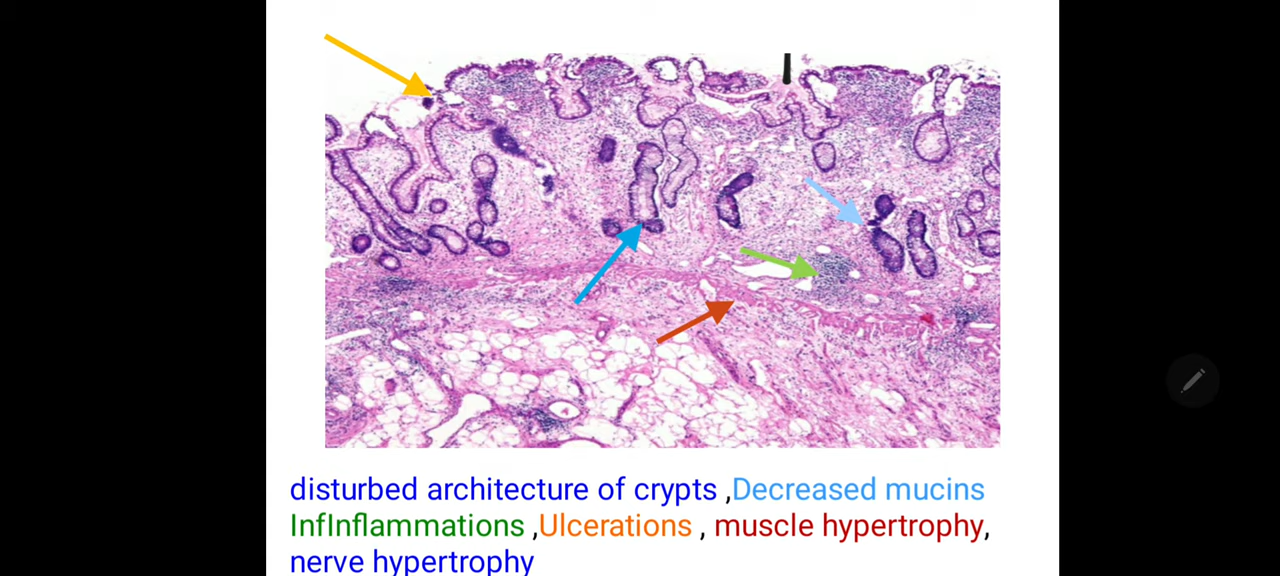 disturbed architecture of crypts ,Decreased mucins
InfInflammations ,Ulcerations , muscle hypertrophy,
nerve hypertrophy